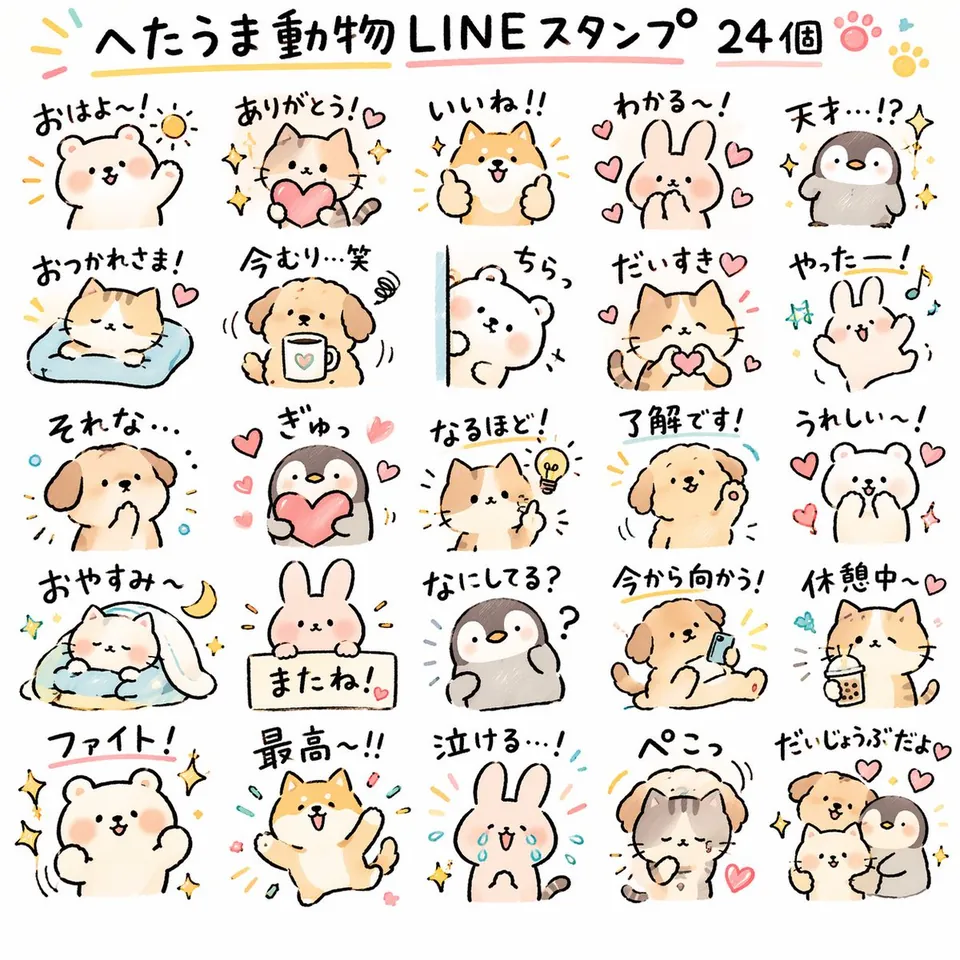 へたうま動物LINEスタンプ 24個
おはよ〜!
ありがとう!
いいね!!
わかる〜!
天才…!?
おつかれさま!
今むり…笑
ちらっ
だいすき
やったー!
それな…
ぎゅっ
なるほど!
了解です!
うれしい〜!
おやすみ〜
またね!
なにしてる?
?
今から向かう!
休憩中〜
ファイト!
最高〜!!
泣ける…!
ぺこっ
だいじょうぶだよ